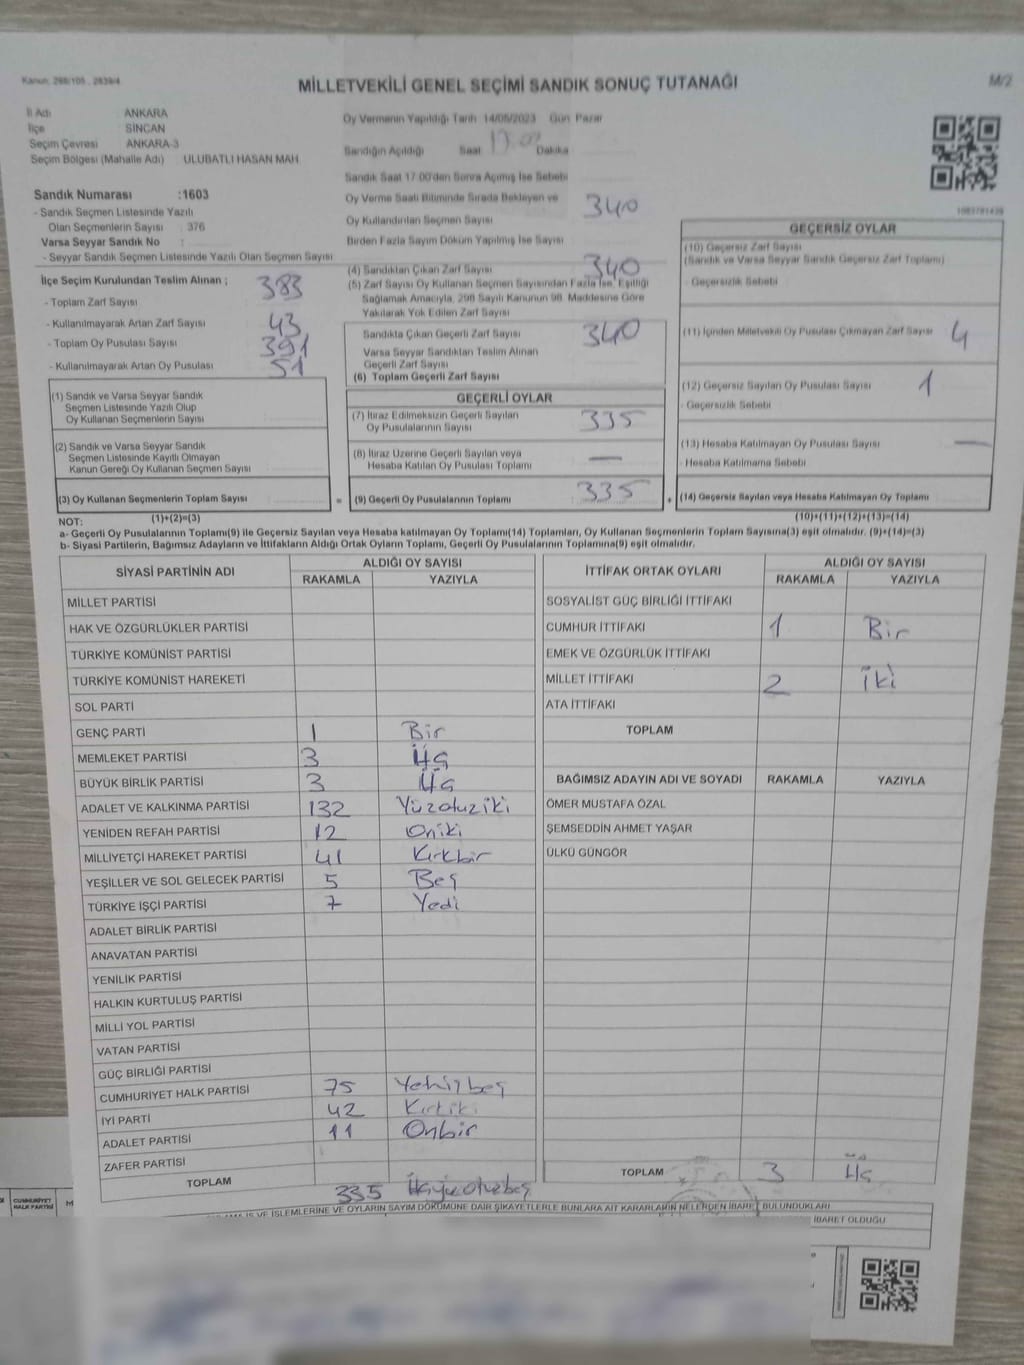 Kanun: 298/105 , 2839/4
MİLLETVEKİLİ GENEL SEÇİMİ SANDIK SONUÇ TUTANAĞI
M/2
İl Adı : ANKARA
İlçe SİNCAN
Seçim Çevresi ANKARA-3
Seçim Bölgesi (Mahalle Adı) ULUBATLI HASAN MAH.
Oy Vermenin Yapıldığı Tarih 14/05/2023 Gün Pazar
Sandığın Açıldığı Saat Dakika
Sandık Saat 17:00'den Sonra Açılmış İse Sebebi
Oy Verme Saati Bitiminde Sırada Bekleyen ve
Oy Kullandırılan Seçmen Sayısı 340
Birden Fazla Sayım Döküm Yapılmış İse Sayısı
Sandık Numarası :1603
- Sandık Seçmen Listesinde Yazılı
Olan Seçmenlerin Sayısı : 376
Varsa Seyyar Sandık No :
- Seyyar Sandık Seçmen Listesinde Yazılı Olan Seçmen Sayısı
İlçe Seçim Kurulundan Teslim Alınan ;
- Toplam Zarf Sayısı 383
- Kullanılmayarak Artan Zarf Sayısı 43
- Toplam Oy Pusulası Sayısı 391
- Kullanılmayarak Artan Oy Pusulası 51
(4) Sandıktan Çıkan Zarf Sayısı 340
(5) Zarf Sayısı Oy Kullanan Seçmen Sayısından Fazla İse, Eşitliği
Sağlamak Amacıyla, 298 Sayılı Kanunun 98. Maddesine Göre
Yakılarak Yok Edilen Zarf Sayısı
Sandıkta Çıkan Geçerli Zarf Sayısı 340
Varsa Seyyar Sandıktan Teslim Alınan
Geçerli Zarf Sayısı
(6) Toplam Geçerli Zarf Sayısı
GEÇERSİZ OYLAR
(10) Geçersiz Zarf Sayısı
(Sandık ve Varsa Seyyar Sandık Geçersiz Zarf Toplamı)
- Geçersizlik Sebebi
(11) İçinden Milletvekili Oy Pusulası Çıkmayan Zarf Sayısı 4
(12) Geçersiz Sayılan Oy Pusulası Sayısı 1
- Geçersizlik Sebebi
(13) Hesaba Katılmayan Oy Pusulası Sayısı —
- Hesaba Katılmama Sebebi
(14) Geçersiz Sayılan veya Hesaba Katılmayan Oy Toplamı
(10)+(11)+(12)+(13)=(14)
(1) Sandık ve Varsa Seyyar Sandık
Seçmen Listesinde Yazılı Olup
Oy Kullanan Seçmenlerin Sayısı
(2) Sandık ve Varsa Seyyar Sandık
Seçmen Listesinde Kayıtlı Olmayan
Kanun Gereği Oy Kullanan Seçmen Sayısı
(3) Oy Kullanan Seçmenlerin Toplam Sayısı
(1)+(2)=(3)
GEÇERLİ OYLAR
(7) İtiraz Edilmeksizin Geçerli Sayılan
Oy Pusulalarının Sayısı 335
(8) İtiraz Üzerine Geçerli Sayılan veya
Hesaba Katılan Oy Pusulası Toplamı —
= (9) Geçerli Oy Pusulalarının Toplamı 335 +
NOT:
a- Geçerli Oy Pusulalarının Toplamı(9) ile Geçersiz Sayılan veya Hesaba katılmayan Oy Toplamı(14) Toplamları, Oy Kullanan Seçmenlerin Toplam Sayısına(3) eşit olmalıdır. (9)+(14)=(3)
b- Siyasi Partilerin, Bağımsız Adayların ve İttifakların Aldığı Ortak Oyların Toplamı, Geçerli Oy Pusulalarının Toplamına(9) eşit olmalıdır.
SİYASİ PARTİNİN ADI ALDIĞI OY SAYISI
RAKAMLA YAZIYLA
MİLLET PARTİSİ
HAK VE ÖZGÜRLÜKLER PARTİSİ
TÜRKİYE KOMÜNİST PARTİSİ
TÜRKİYE KOMÜNİST HAREKETİ
SOL PARTİ
GENÇ PARTİ 1 Bir
MEMLEKET PARTİSİ 3 Üç
BÜYÜK BİRLİK PARTİSİ 3 Üç
ADALET VE KALKINMA PARTİSİ 132 Yüzotuziki
YENİDEN REFAH PARTİSİ 12 Oniki
MİLLİYETÇİ HAREKET PARTİSİ 41 Kırkbir
YEŞİLLER VE SOL GELECEK PARTİSİ 5 Beş
TÜRKİYE İŞÇİ PARTİSİ 7 Yedi
ADALET BİRLİK PARTİSİ
ANAVATAN PARTİSİ
YENİLİK PARTİSİ
HALKIN KURTULUŞ PARTİSİ
MİLLİ YOL PARTİSİ
VATAN PARTİSİ
GÜÇ BİRLİĞİ PARTİSİ
CUMHURİYET HALK PARTİSİ 75 Yetmişbeş
İYİ PARTİ 42 Kırkiki
ADALET PARTİSİ 11 Onbir
ZAFER PARTİSİ
TOPLAM 335 Üçyüzotuzbeş
İTTİFAK ORTAK OYLARI ALDIĞI OY SAYISI
RAKAMLA YAZIYLA
SOSYALİST GÜÇ BİRLİĞİ İTTİFAKI
CUMHUR İTTİFAKI 1 Bir
EMEK VE ÖZGÜRLÜK İTTİFAKI
MİLLET İTTİFAKI 2 İki
ATA İTTİFAKI
TOPLAM
BAĞIMSIZ ADAYIN ADI VE SOYADI RAKAMLA YAZIYLA
ÖMER MUSTAFA ÖZAL
ŞEMSEDDİN AHMET YAŞAR
ÜLKÜ GÜNGÖR
TOPLAM 3 Üç
İŞ VE İŞLEMLERİNE VE OYLARIN SAYIM DÖKÜMÜNE DAİR ŞİKAYETLERLE BUNLARA AİT KARARLARIN NELERDEN İBARET BULUNDUKLARI
İBARET OLDUĞU
CUMHURİYET
HALK PARTİSİ